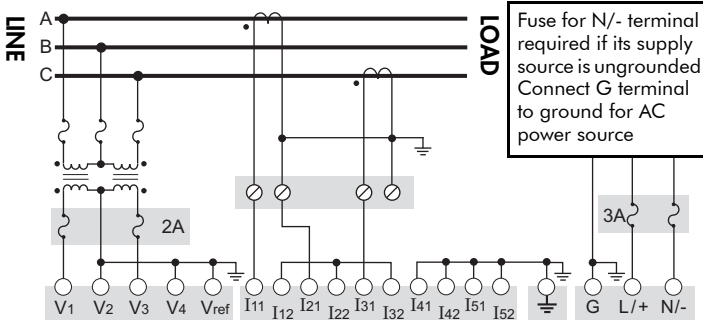 A
B
C
LINE
LOAD
Fuse for N/- terminal
required if its supply
source is ungrounded
Connect G terminal
to ground for AC
power source
2A
3A
V1 V2 V3 V4 Vref I11 I12 I21 I22 I31 I32 I41 I42 I51 I52 G L/+ N/-